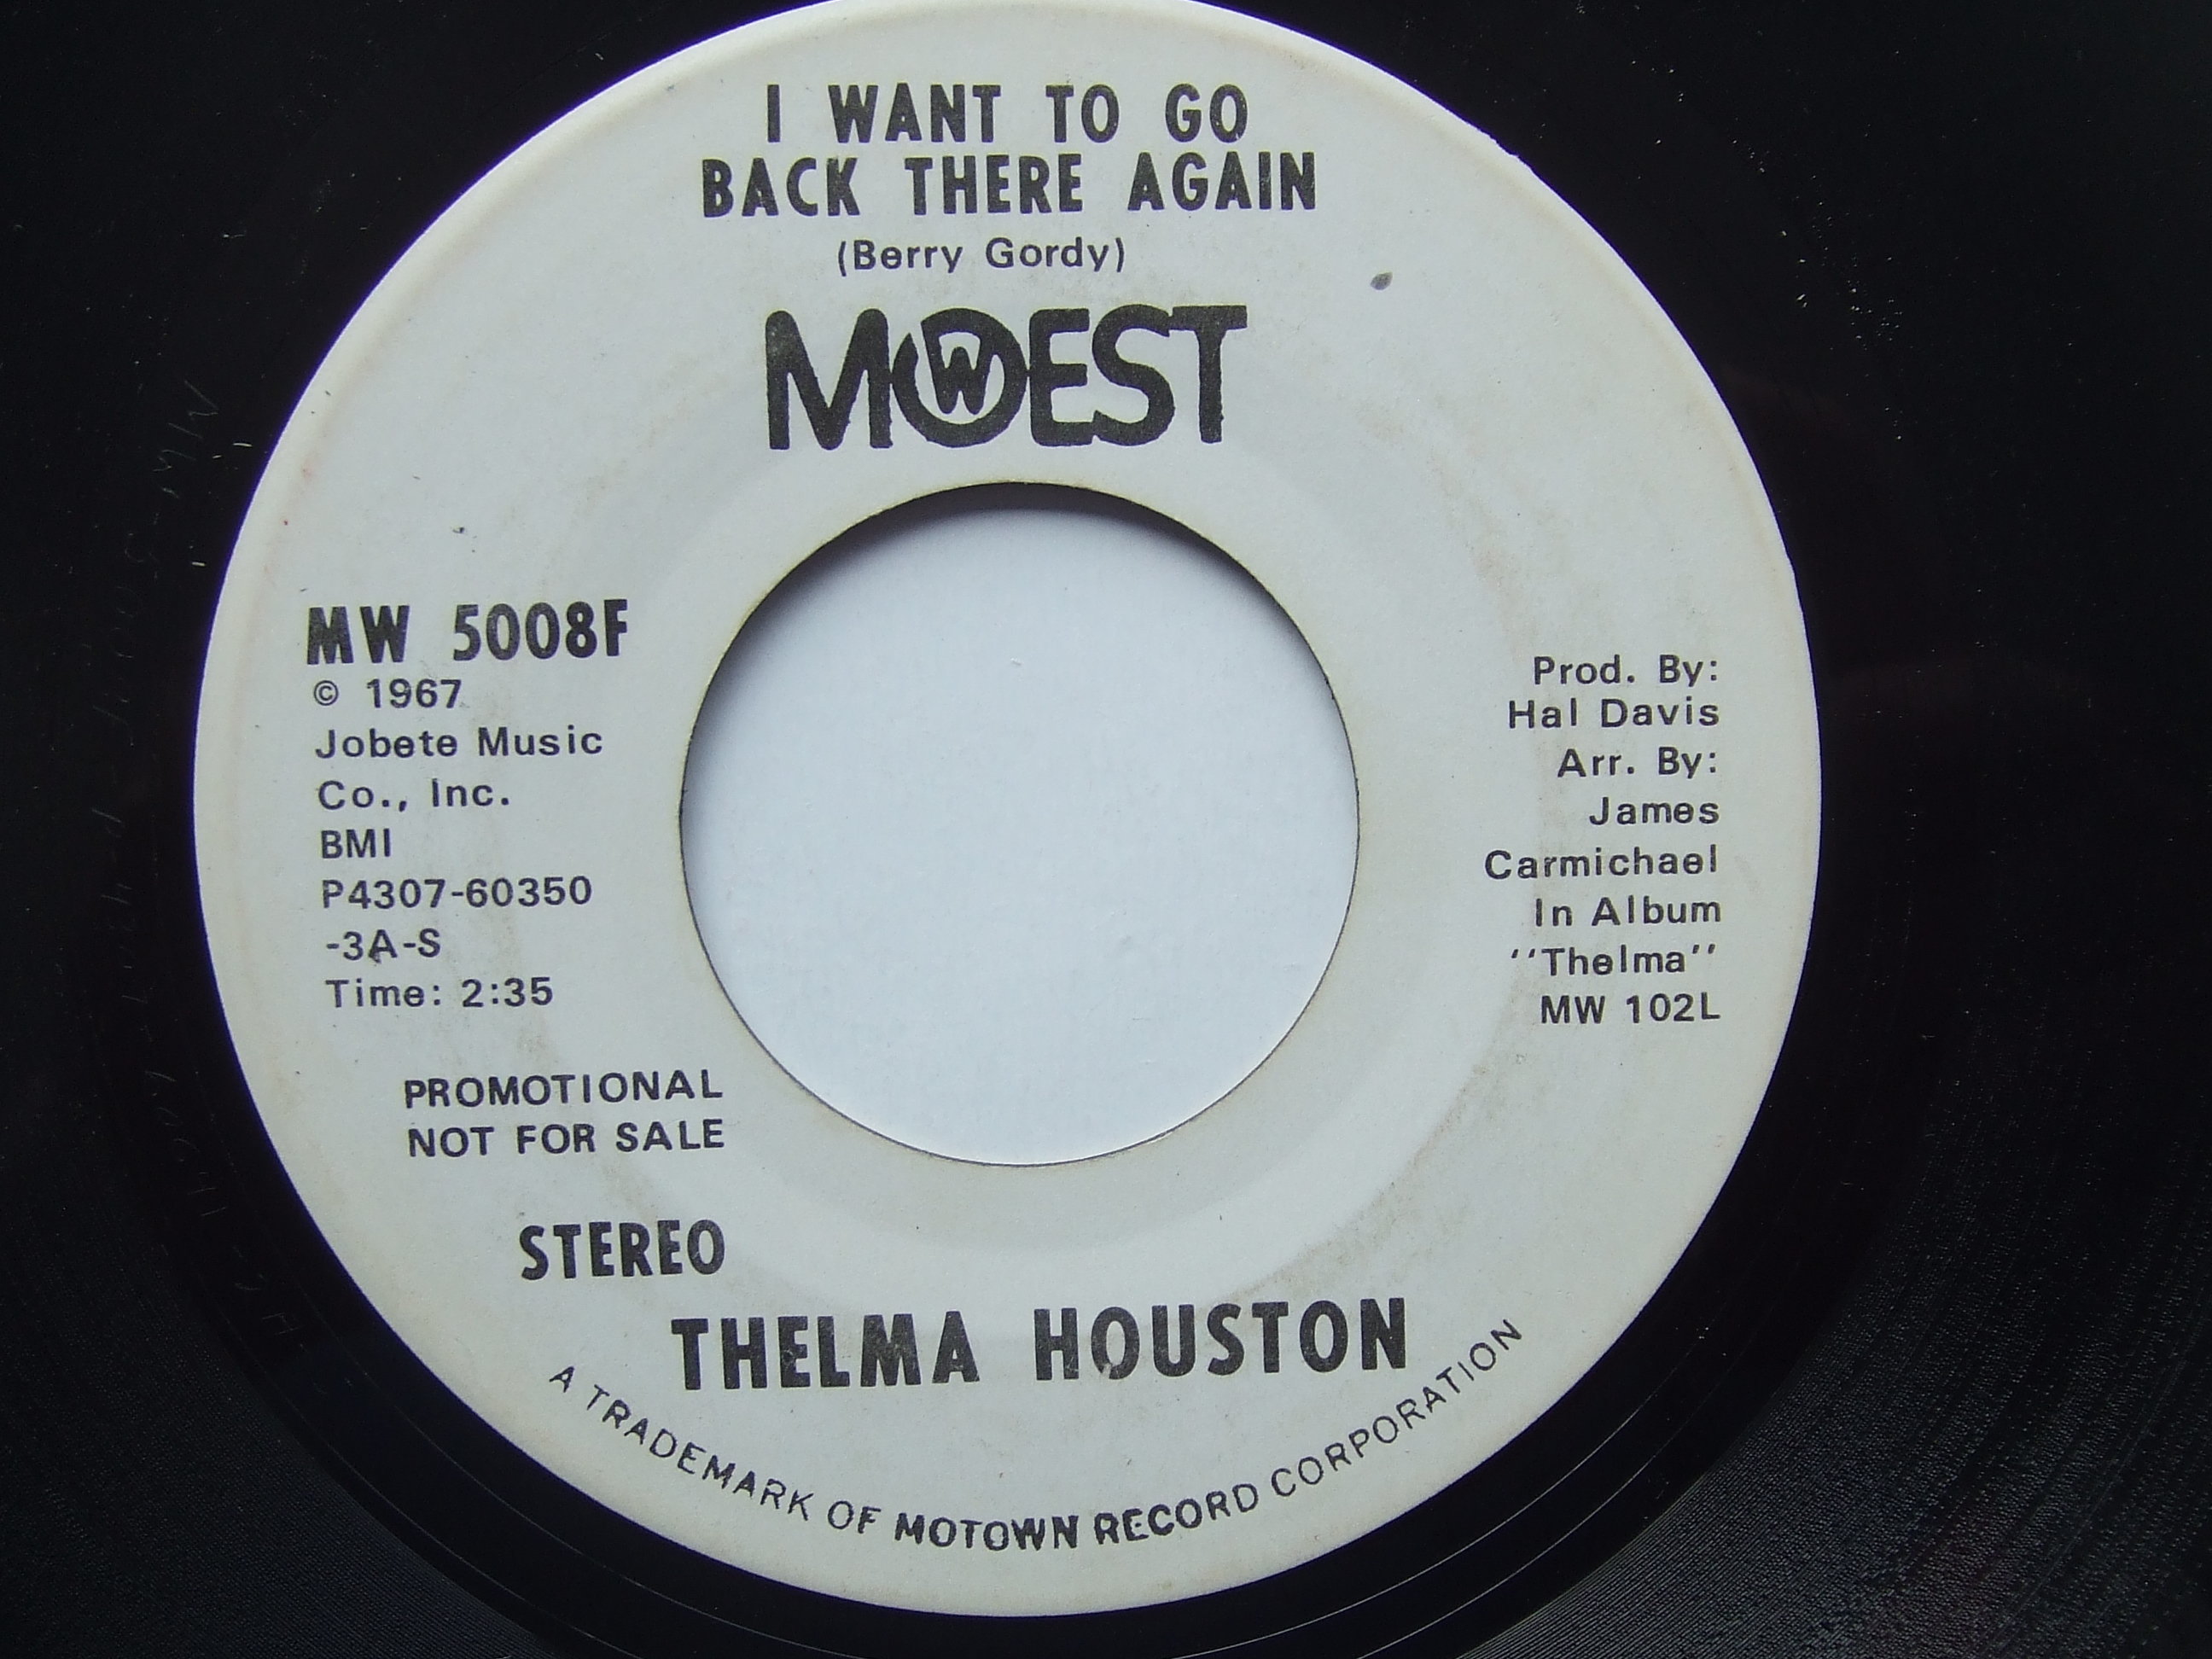 I WANT TO GO
BACK THERE AGAIN
(Berry Gordy)
MOWEST
MW 5008F
© 1967
Jobete Music
Co., Inc.
BMI
P4307-60350
-3A-S
Time: 2:35
PROMOTIONAL
NOT FOR SALE
STEREO
Prod. By:
Hal Davis
Arr. By:
James
Carmichael
In Album
''Thelma''
MW 102L
THELMA HOUSTON
A TRADEMARK OF MOTOWN RECORD CORPORATION